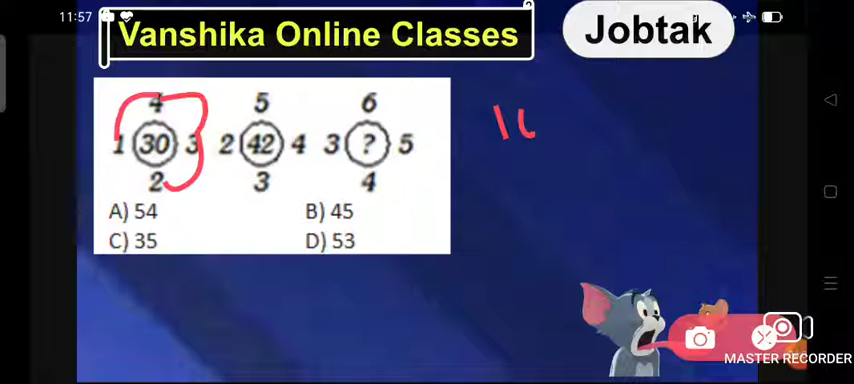 11:57
Vanshika Online Classes
Jobtak
4 5 6
1 30 3 2 42 4 3 ? 5
2 3 4
A) 54 B) 45
C) 35 D) 53
MASTER RECORDER